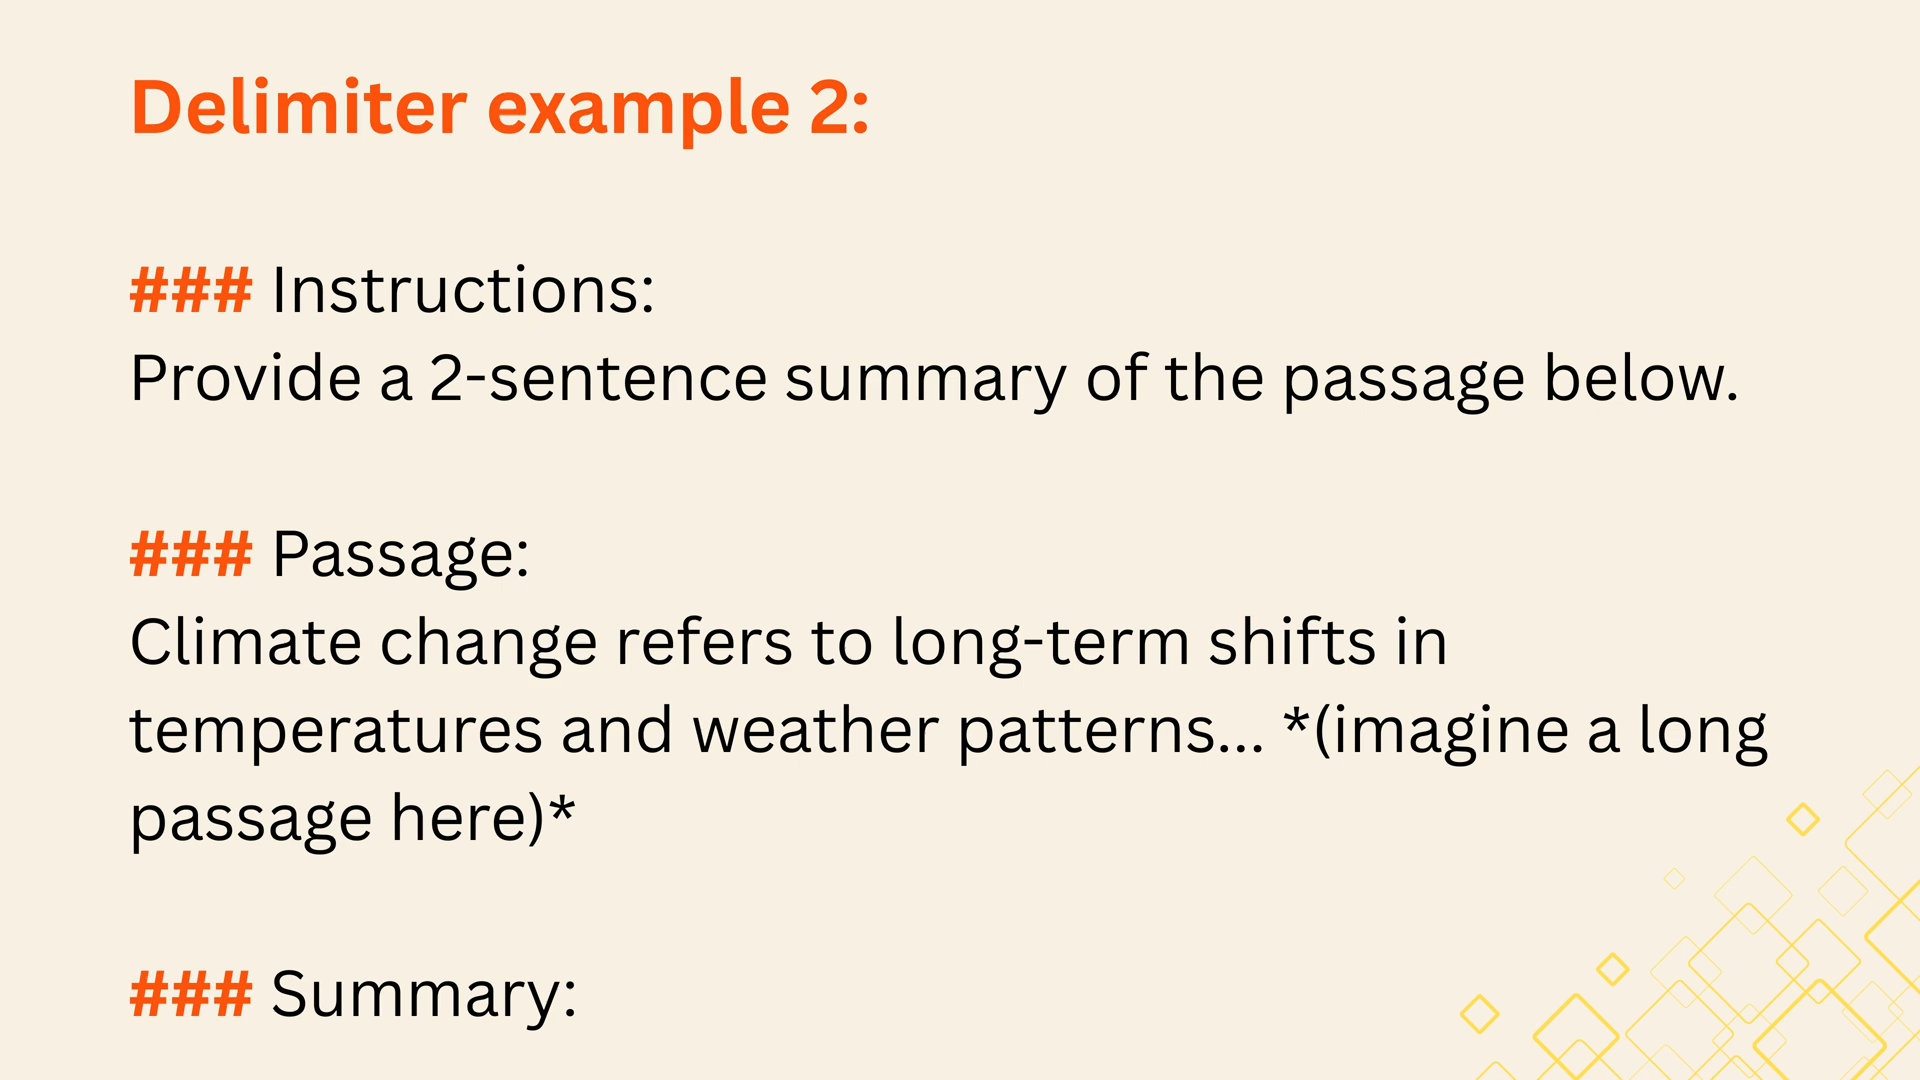 Delimiter example 2:
### Instructions:
Provide a 2-sentence summary of the passage below.
### Passage:
Climate change refers to long-term shifts in
temperatures and weather patterns... *(imagine a long
passage here)*
### Summary: